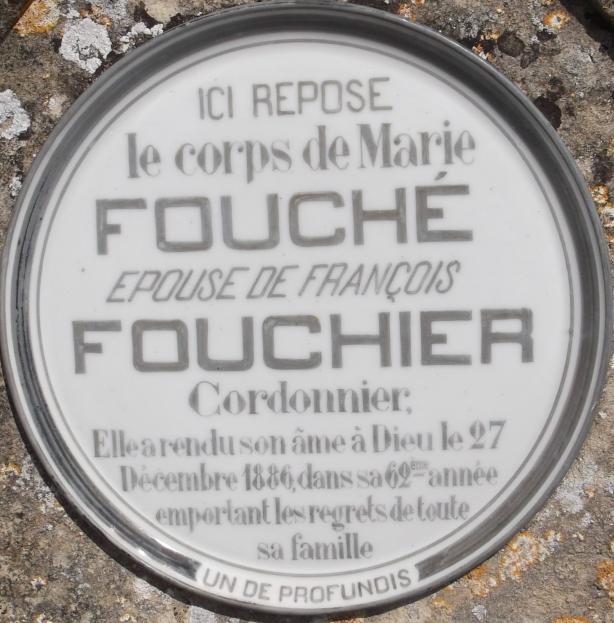 ICI REPOSE
le corps de Marie
FOUCHÉ
EPOUSE DE FRANÇOIS
FOUCHIER
Cordonnier,
Elle a rendu son âme à Dieu le 27
Décembre 1886, dans sa 62ème année
emportant les regrets de toute
sa famille
UN DE PROFUNDIS